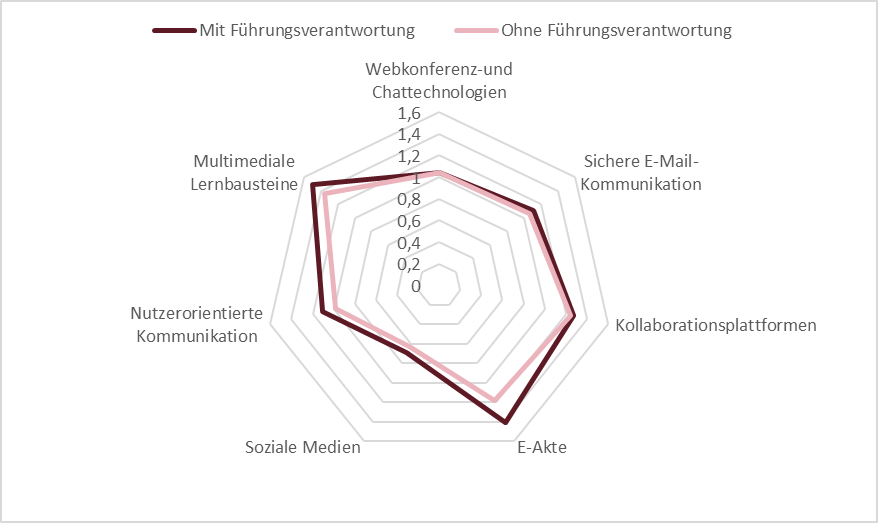 Mit Führungsverantwortung
Ohne Führungsverantwortung
Webkonferenz-und
Chattechnologien
1,6
1,4
1,2
1
0,8
0,6
0,4
0,2
0
Sichere E-Mail-
Kommunikation
Kollaborationsplattformen
E-Akte
Soziale Medien
Nutzerorientierte
Kommunikation
Multimediale
Lernbausteine